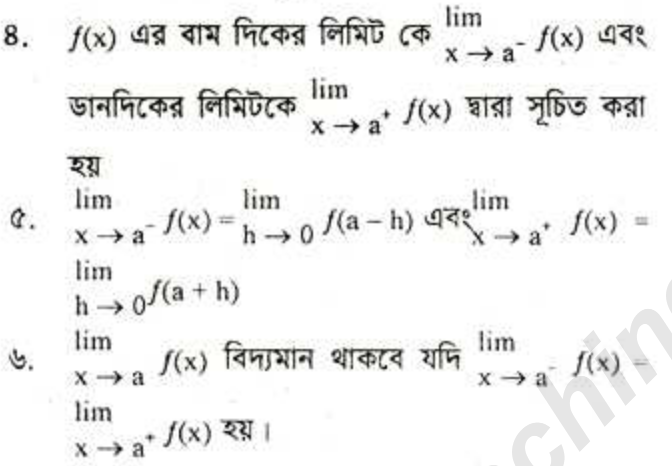 ৪. f(x) এর বাম দিকের লিমিট কে lim x → a⁻ f(x) এবং
ডানদিকের লিমিটকে lim x → a⁺ f(x) দ্বারা সূচিত করা
হয়
৫. lim x → a⁻ f(x) = lim h → 0 f(a – h) এবং lim x → a⁺ f(x) =
lim h → 0 f(a + h)
৬. lim x → a f(x) বিদ্যমান থাকবে যদি lim x → a⁻ f(x) =
lim x → a⁺ f(x) হয়।